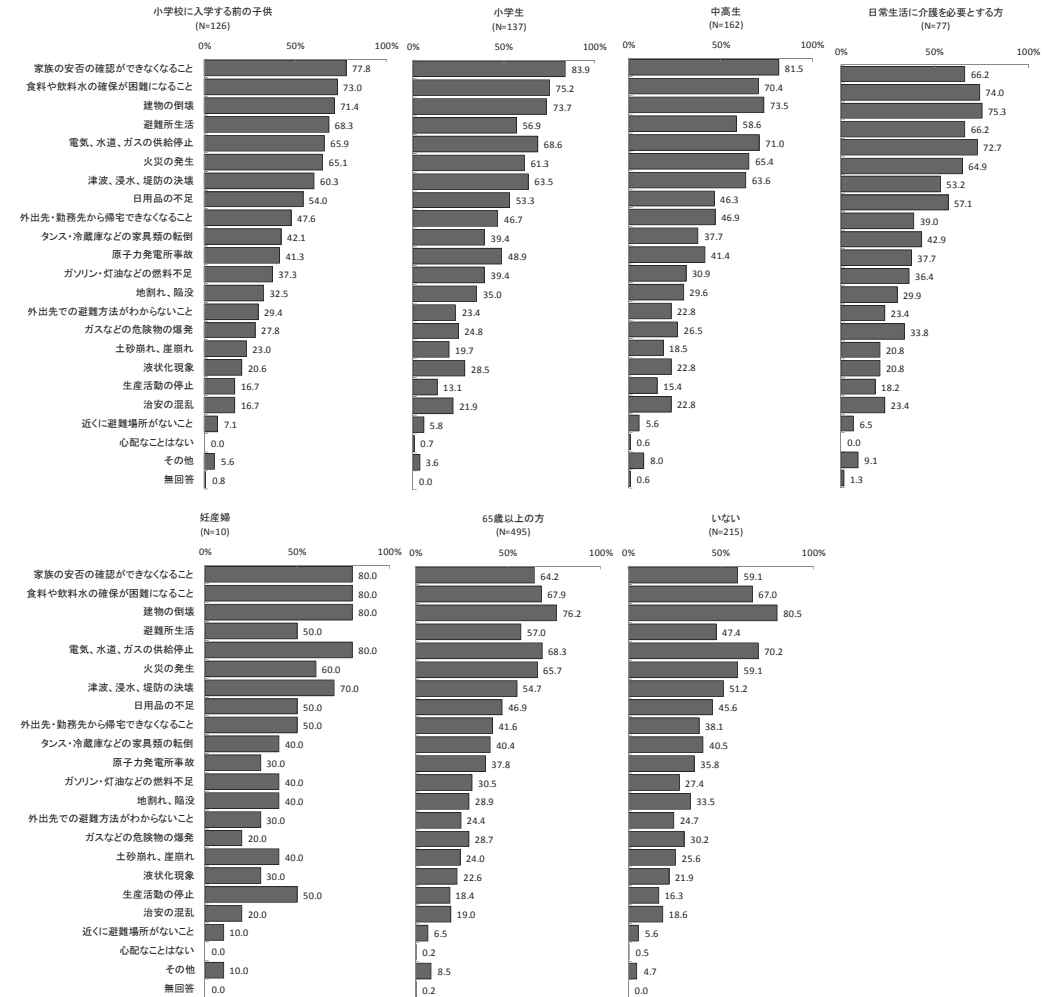 小学校に入学する前の子供
(N=126)
小学生
(N=137)
中高生
(N=162)
日常生活に介護を必要とする方
(N=77)
0% 50% 100% 0% 50% 100% 0% 50% 100% 0% 50% 100%
家族の安否の確認ができなくなること 77.8 83.9 81.5 66.2
食料や飲料水の確保が困難になること 73.0 75.2 70.4 74.0
建物の倒壊 71.4 73.7 73.5 75.3
避難所生活 68.3 56.9 58.6 66.2
電気、水道、ガスの供給停止 65.9 68.6 71.0 72.7
火災の発生 65.1 61.3 65.4 64.9
津波、浸水、堤防の決壊 60.3 63.5 63.6 53.2
日用品の不足 54.0 53.3 46.3 57.1
外出先・勤務先から帰宅できなくなること 47.6 46.7 46.9 39.0
タンス・冷蔵庫などの家具類の転倒 42.1 39.4 37.7 42.9
原子力発電所事故 41.3 48.9 41.4 37.7
ガソリン・灯油などの燃料不足 37.3 39.4 30.9 36.4
地割れ、陥没 32.5 35.0 29.6 29.9
外出先での避難方法がわからないこと 29.4 23.4 22.8 23.4
ガスなどの危険物の爆発 27.8 24.8 26.5 33.8
土砂崩れ、崖崩れ 23.0 19.7 18.5 20.8
液状化現象 20.6 28.5 22.8 20.8
生産活動の停止 16.7 13.1 15.4 18.2
治安の混乱 16.7 21.9 22.8 23.4
近くに避難場所がないこと 7.1 5.8 5.6 6.5
心配なことはない 0.0 0.7 0.6 0.0
その他 5.6 3.6 8.0 9.1
無回答 0.8 0.0 0.6 1.3
妊産婦
(N=10)
65歳以上の方
(N=495)
いない
(N=215)
0% 50% 100% 0% 50% 100% 0% 50% 100%
家族の安否の確認ができなくなること 80.0 64.2 59.1
食料や飲料水の確保が困難になること 80.0 67.9 67.0
建物の倒壊 80.0 76.2 80.5
避難所生活 50.0 57.0 47.4
電気、水道、ガスの供給停止 80.0 68.3 70.2
火災の発生 60.0 65.7 59.1
津波、浸水、堤防の決壊 70.0 54.7 51.2
日用品の不足 50.0 46.9 45.6
外出先・勤務先から帰宅できなくなること 50.0 41.6 38.1
タンス・冷蔵庫などの家具類の転倒 40.0 40.4 40.5
原子力発電所事故 30.0 37.8 35.8
ガソリン・灯油などの燃料不足 40.0 30.5 27.4
地割れ、陥没 40.0 28.9 33.5
外出先での避難方法がわからないこと 30.0 24.4 24.7
ガスなどの危険物の爆発 20.0 28.7 30.2
土砂崩れ、崖崩れ 40.0 24.0 25.6
液状化現象 30.0 22.6 21.9
生産活動の停止 50.0 18.4 16.3
治安の混乱 20.0 19.0 18.6
近くに避難場所がないこと 10.0 6.5 5.6
心配なことはない 0.0 0.2 0.5
その他 10.0 8.5 4.7
無回答 0.0 0.2 0.0